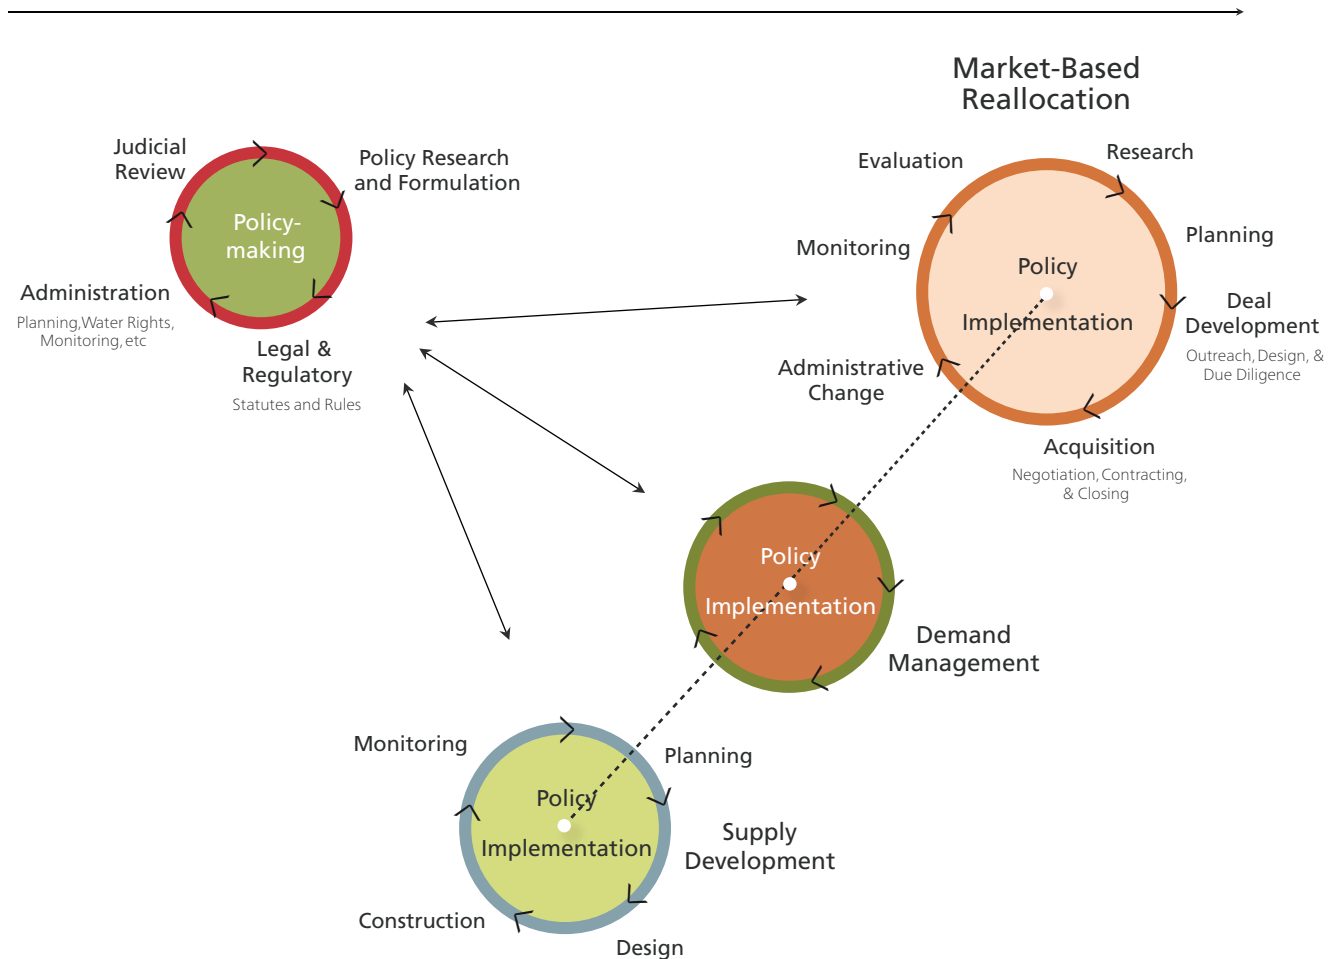 Market-Based
Reallocation
Judicial
Review
Policy Research
and Formulation
Policy-
making
Administration
Planning,Water Rights,
Monitoring, etc
Legal &
Regulatory
Statutes and Rules
Evaluation
Research
Monitoring
Planning
Policy
Implementation
Deal
Development
Outreach, Design, &
Due Diligence
Administrative
Change
Acquisition
Negotiation, Contracting,
& Closing
Policy
Implementation
Demand
Management
Monitoring
Planning
Policy
Implementation
Supply
Development
Construction
Design